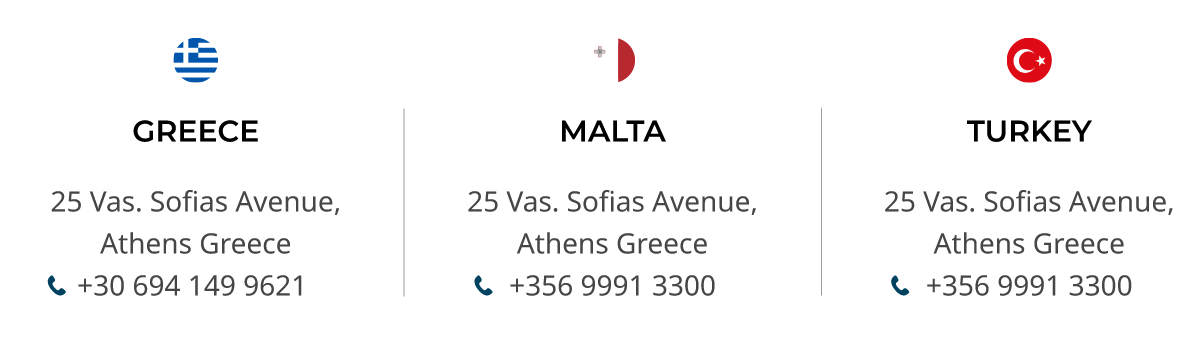 GREECE
25 Vas. Sofias Avenue,
Athens Greece
+30 694 149 9621
MALTA
25 Vas. Sofias Avenue,
Athens Greece
+356 9991 3300
TURKEY
25 Vas. Sofias Avenue,
Athens Greece
+356 9991 3300